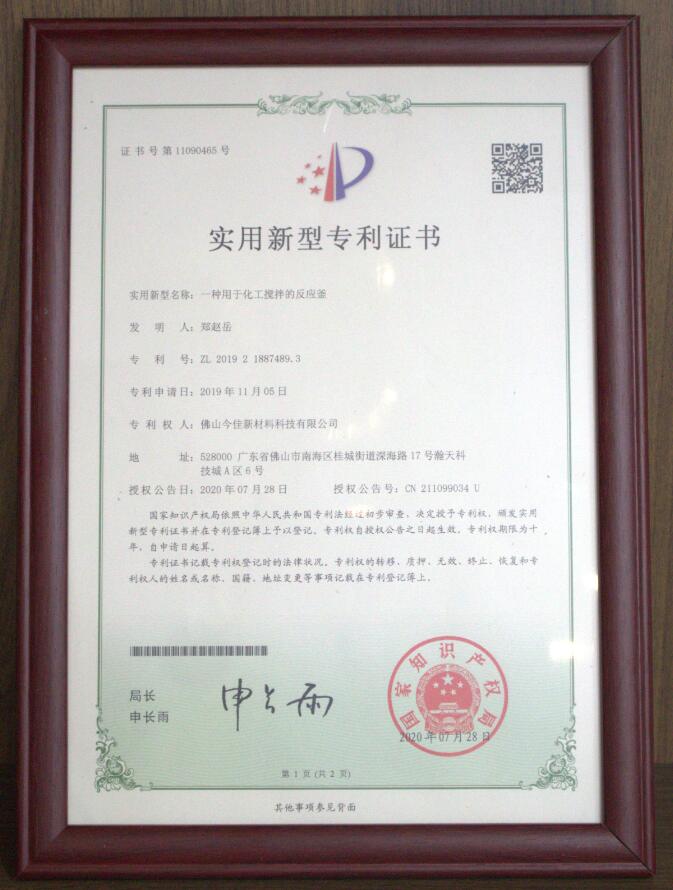 证书号第11090465号
实用新型专利证书
实用新型名称：一种用于化工搅拌的反应釜
发明人：郑赵岳
专利号：ZL 2019 2 1887489.3
专利申请日：2019年11月05日
专利权人：佛山今佳新材料科技有限公司
地址：528000 广东省佛山市南海区桂城街道深海路17号瀚天科
技城A区6号
授权公告日：2020年07月28日 授权公告号：CN 211099034 U
国家知识产权局依照中华人民共和国专利法经过初步审查，决定授予专利权，颁发实用
新型专利证书并在专利登记簿上予以登记。专利权自授权公告之日起生效。专利权期限为十
年，自申请日起算。
专利证书记载专利权登记时的法律状况。专利权的转移、质押、无效、终止、恢复和专
利权人的姓名或名称、国籍、地址变更等事项记载在专利登记簿上。
局长
申长雨
申长雨
国家知识产权局
2020年07月28日
第1页(共2页)
其他事项参见背面